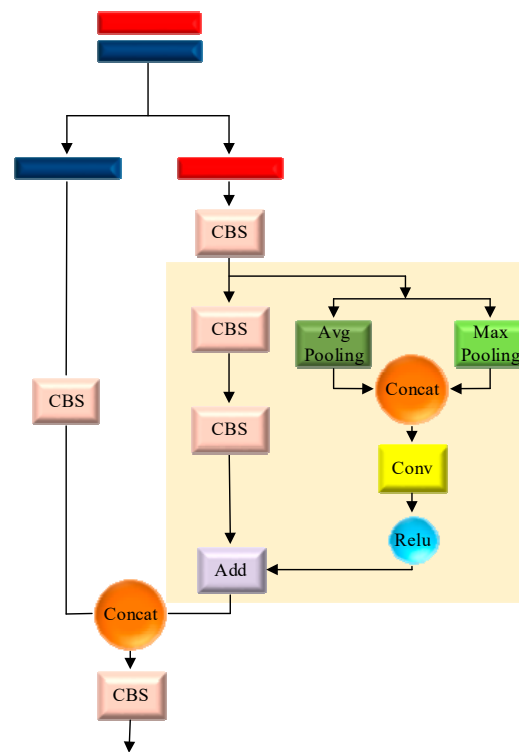 CBS
CBS
Avg
Pooling
Max
Pooling
Concat
CBS
CBS
Conv
Relu
Add
Concat
CBS